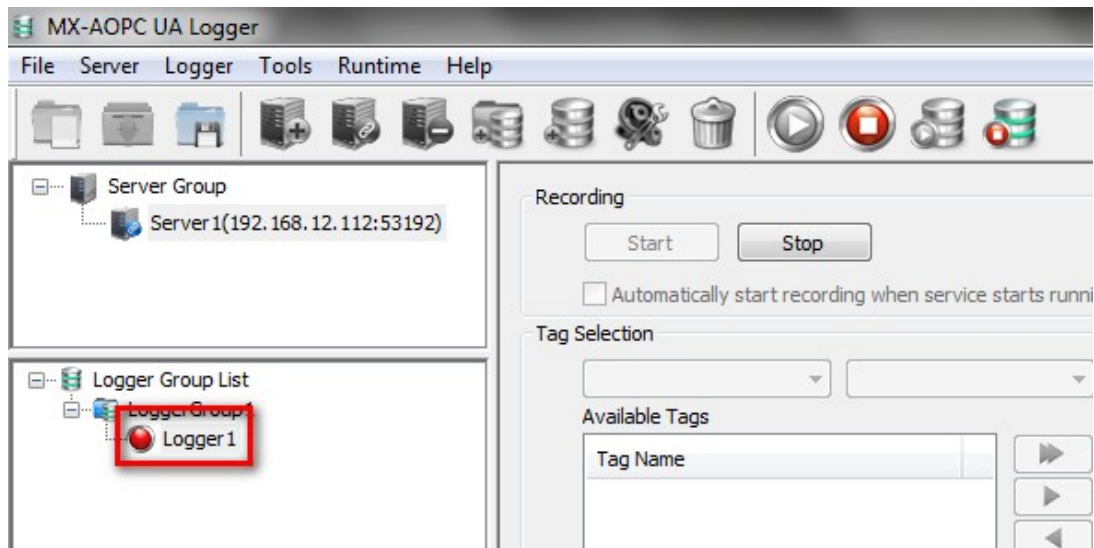 MX-AOPC UA Logger
File Server Logger Tools Runtime Help
Server Group
Server1(192.168.12.112:53192)
Recording
Start Stop
Automatically start recording when service starts runni
Tag Selection
Logger Group List
LoggerGroup1
Logger1
Available Tags
Tag Name